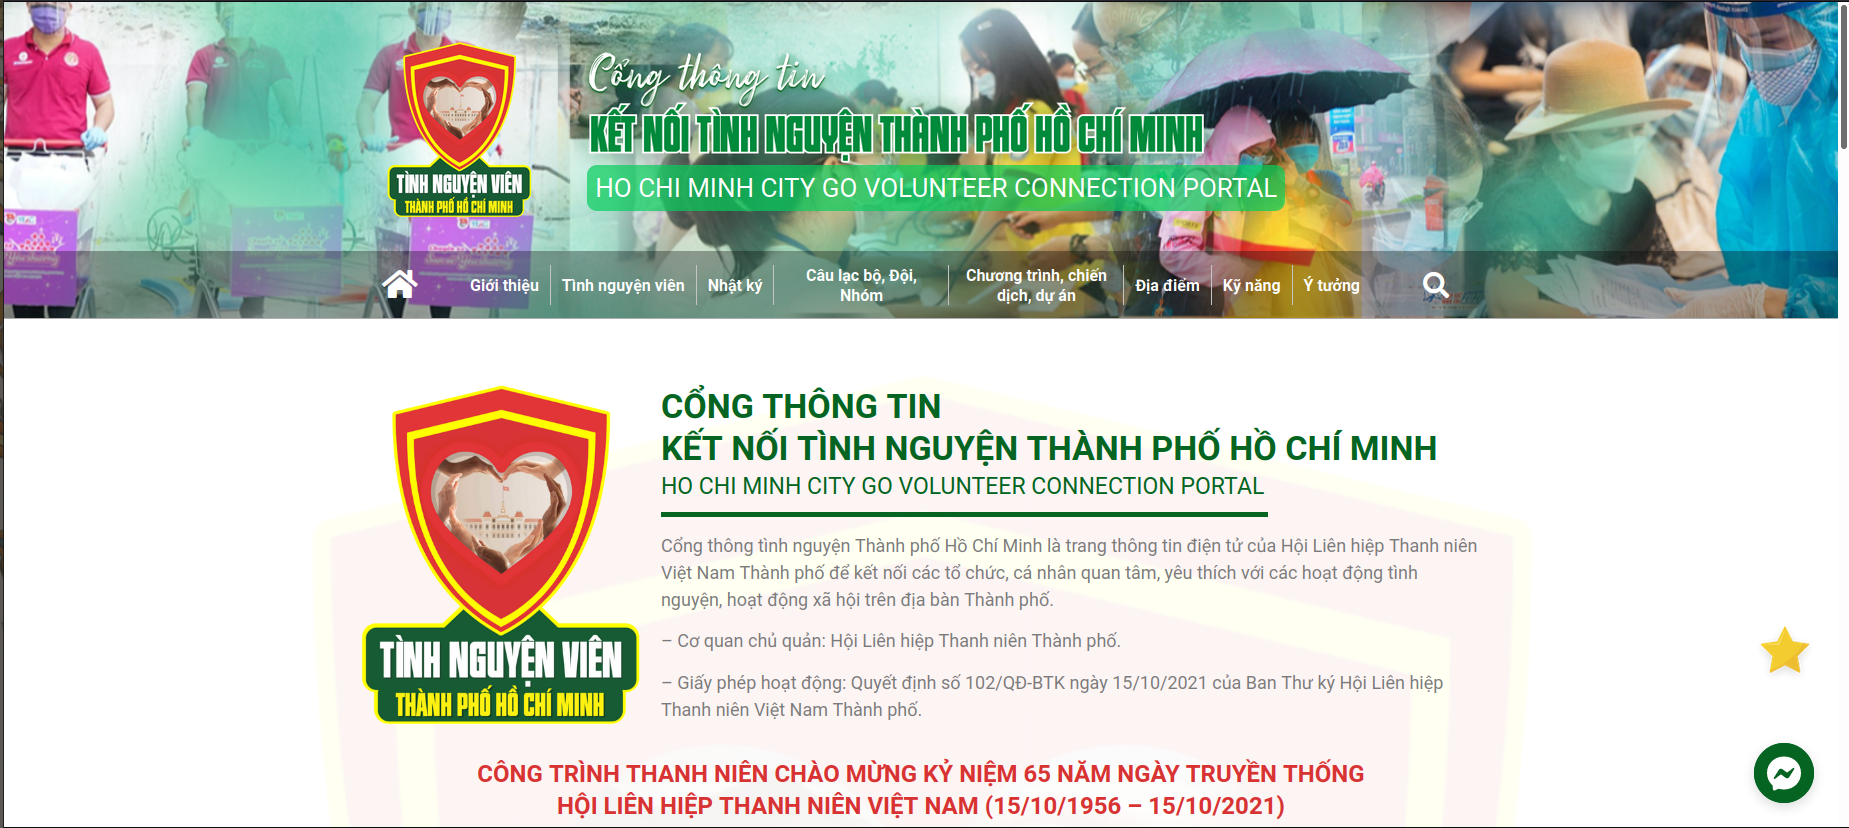 Cổng thông tin
KẾT NỐI TÌNH NGUYỆN THÀNH PHỐ HỒ CHÍ MINH
HO CHI MINH CITY GO VOLUNTEER CONNECTION PORTAL
TÌNH NGUYỆN VIÊN
THÀNH PHỐ HỒ CHÍ MINH
Giới thiệu
Tình nguyện viên
Nhật ký
Câu lạc bộ, Đội,
Nhóm
Chương trình, chiến
dịch, dự án
Địa điểm
Kỹ năng
Ý tưởng
CỔNG THÔNG TIN
KẾT NỐI TÌNH NGUYỆN THÀNH PHỐ HỒ CHÍ MINH
HO CHI MINH CITY GO VOLUNTEER CONNECTION PORTAL
Cổng thông tình nguyện Thành phố Hồ Chí Minh là trang thông tin điện tử của Hội Liên hiệp Thanh niên
Việt Nam Thành phố để kết nối các tổ chức, cá nhân quan tâm, yêu thích với các hoạt động tình
nguyện, hoạt động xã hội trên địa bàn Thành phố.
– Cơ quan chủ quản: Hội Liên hiệp Thanh niên Thành phố.
– Giấy phép hoạt động: Quyết định số 102/QĐ-BTK ngày 15/10/2021 của Ban Thư ký Hội Liên hiệp
Thanh niên Việt Nam Thành phố.
TÌNH NGUYỆN VIÊN
THÀNH PHỐ HỒ CHÍ MINH
CÔNG TRÌNH THANH NIÊN CHÀO MỪNG KỶ NIỆM 65 NĂM NGÀY TRUYỀN THỐNG
HỘI LIÊN HIỆP THANH NIÊN VIỆT NAM (15/10/1956 – 15/10/2021)